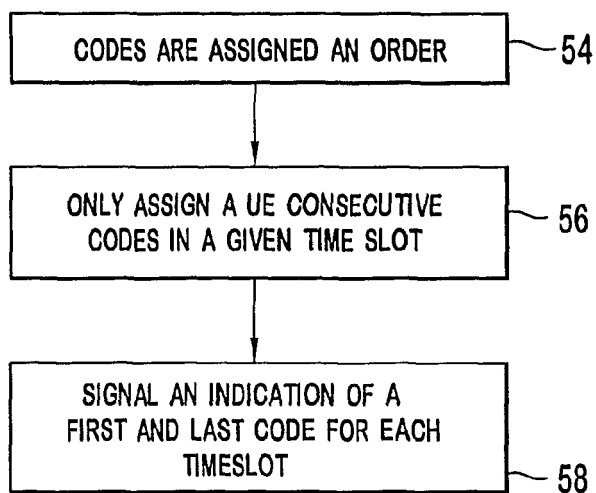 CODES ARE ASSIGNED AN ORDER
54
ONLY ASSIGN A UE CONSECUTIVE
CODES IN A GIVEN TIME SLOT
56
SIGNAL AN INDICATION OF A
FIRST AND LAST CODE FOR EACH
TIMESLOT
58